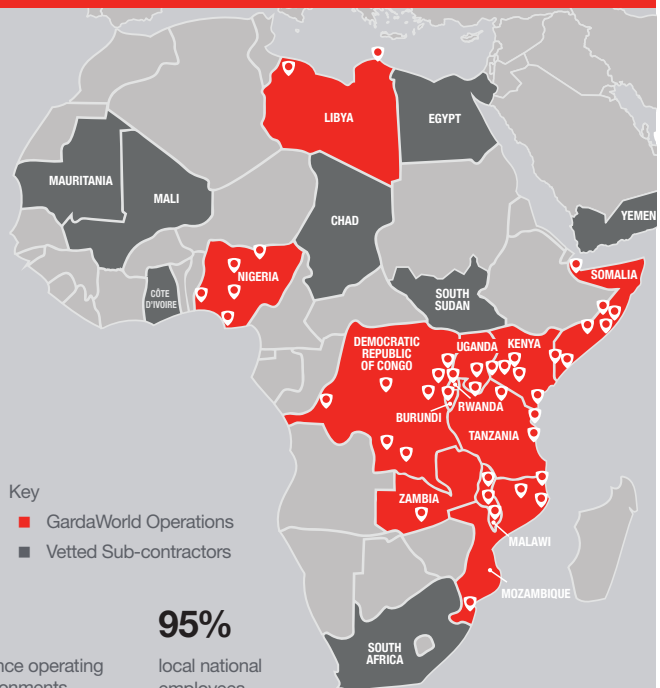 LIBYA
EGYPT
MAURITANIA
MALI
CHAD
YEMEN
NIGERIA
SOMALIA
CÔTE
D'IVOIRE
SOUTH
SUDAN
DEMOCRATIC
REPUBLIC
OF CONGO
UGANDA
KENYA
RWANDA
BURUNDI
TANZANIA
Key
GardaWorld Operations
Vetted Sub-contractors
ZAMBIA
MALAWI
MOZAMBIQUE
95%
local national
SOUTH
AFRICA
operating